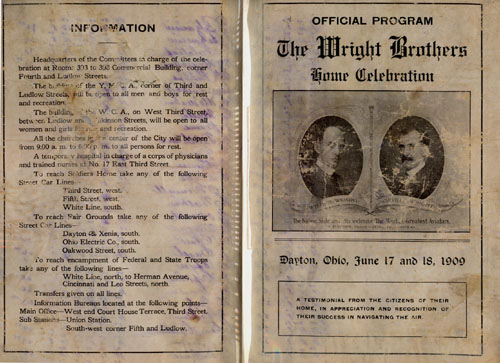 INFORMATION
Headquarters of the Committees in charge of the cele-
bration at Rooms 303 to 308 Commercial Building, corner
Fourth and Ludlow Streets.
The of the Y. M. C. A., corner of Third and
Ludlow Streets, will be open to all men and boys for rest
and recreation.
The W. C. A., on West Third Street,
between Ludlow and Streets, will be open to all
women and girls and recreation.
All the churches in the center of the City will be open
from 9:00 a. m. to p. m. to all persons for rest.
A temporary hospital in charge of a corps of physicians
and trained nurses at No. 17 East Third Street.
To reach Soldiers Home take any of the following
Street Car Lines—
Third Street, west.
Fifth Street, west.
White Line, south.
To reach Fair Grounds take any of the following
Street Car Lines—
Dayton & Xenia, south.
Ohio Electric Co., south.
Oakwood Street, south.
To reach encampment of Federal and State Troops
take any of the following lines—
White Line, north, to Herman Avenue,
Cincinnati and Leo Streets, north.
Transfers given on all lines.
Information Bureaus located at the following points—
Main Office—West end Court House Terrace, Third Street.
Sub Stations—Union Station.
South-west corner Fifth and Ludlow.
OFFICIAL PROGRAM
The Wright Brothers
Home Celebration
Greatest Aviators
Dayton, Ohio, June 17 and 18, 1909
A TESTIMONIAL FROM THE CITIZENS OF THEIR
HOME, IN APPRECIATION AND RECOGNITION OF
THEIR SUCCESS IN NAVIGATING THE AIR.